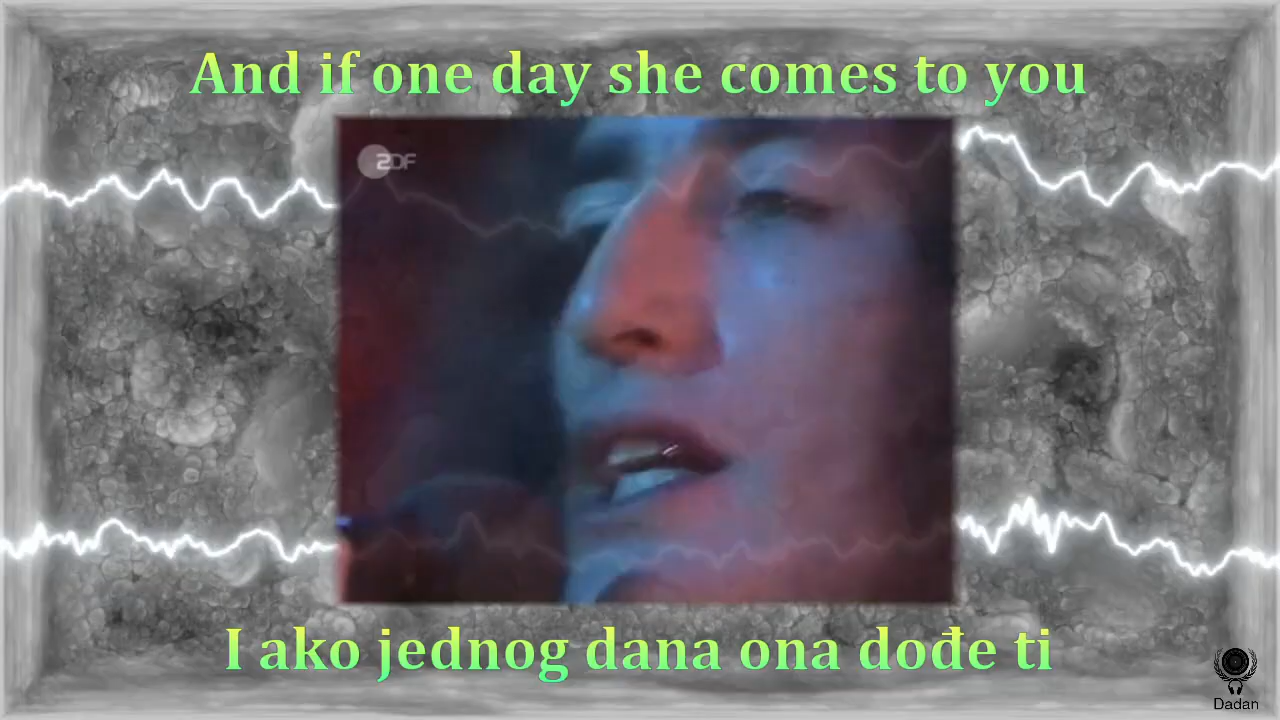 And if one day she comes to you
ZDF
I ako jednog dana ona dođe ti
Dadan